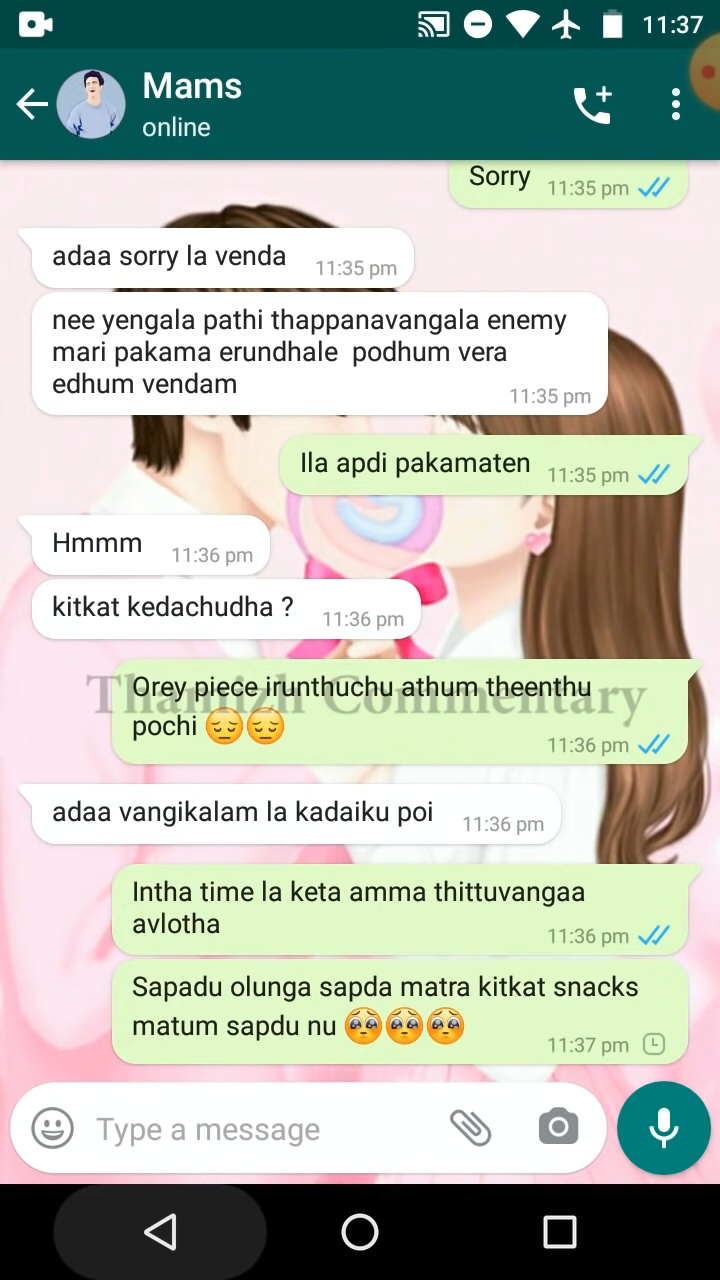 11:37
Mams
online
Sorry 11:35 pm
adaa sorry la venda 11:35 pm
nee yengala pathi thappanavangala enemy
mari pakama erundhale podhum vera
edhum vendam 11:35 pm
Ila apdi pakamaten 11:35 pm
Hmmm 11:36 pm
kitkat kedachudha ? 11:36 pm
Thamizh Commentary
Orey piece irunthuchu athum theenthu
pochi 😔😔 11:36 pm
adaa vangikalam la kadaiku poi 11:36 pm
Intha time la keta amma thittuvangaa
avlotha 11:36 pm
Sapadu olunga sapda matra kitkat snacks
matum sapdu nu 🥺🥺🥺 11:37 pm
Type a message